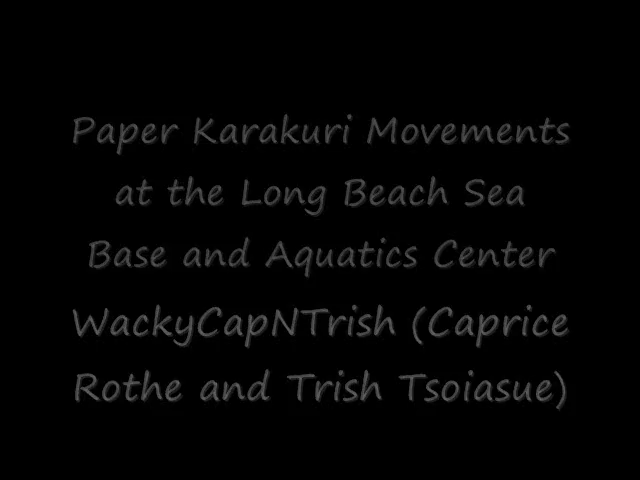 Paper Karakuri Movements
at the Long Beach Sea
Base and Aquatics Center
WackyCapNTrish (Caprice
Rothe and Trish Tsoiasue)